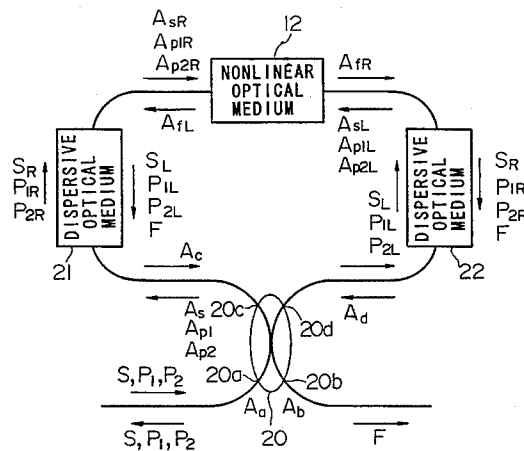 AsR
Ap1R
Ap2R
12
NONLINEAR
OPTICAL
MEDIUM
AfR
AfL
AsL
Ap1L
Ap2L
SR
P1R
P2R
DISPERSIVE
OPTICAL
MEDIUM
SL
P1L
P2L
F
SL
P1L
P2L
DISPERSIVE
OPTICAL
MEDIUM
SR
P1R
P2R
F
21
22
Ac
As
Ap1
Ap2
20c
20d
Ad
20a
20b
S, P1, P2
Aa
Ab
S, P1, P2
20
F